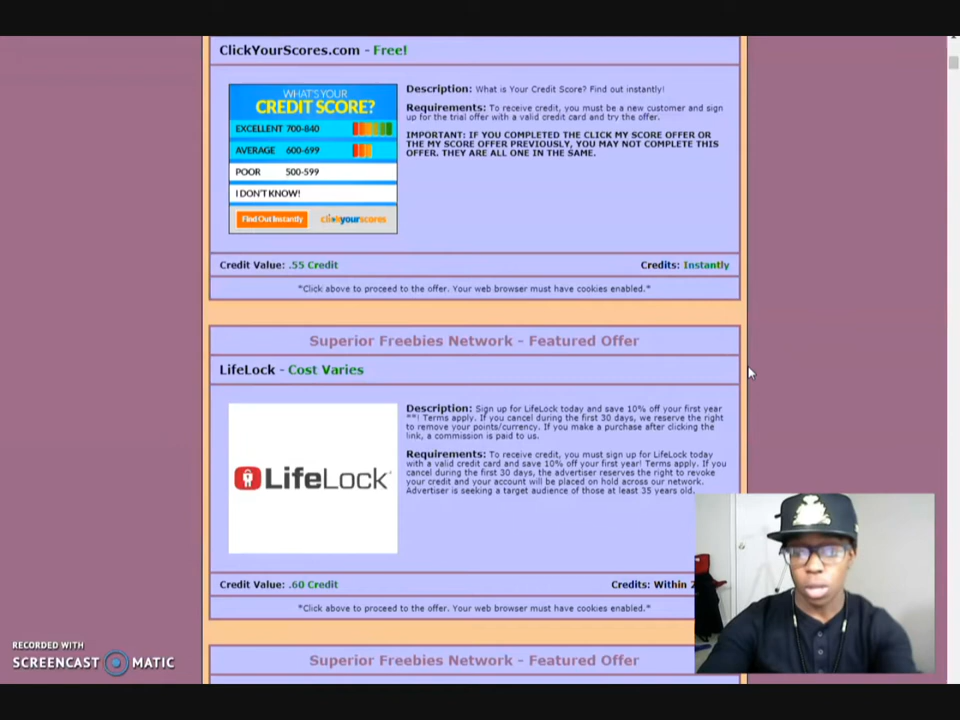 ClickYourScores.com - Free!
WHAT'S YOUR
CREDIT SCORE?
EXCELLENT 700-840
AVERAGE 600-699
POOR 500-599
I DON'T KNOW!
Find Out Instantly
clickyourscores
Description: What is Your Credit Score? Find out instantly!
Requirements: To receive credit, you must be a new customer and sign
up for the trial offer with a valid credit card and try the offer.
IMPORTANT: IF YOU COMPLETED THE CLICK MY SCORE OFFER OR
THE MY SCORE OFFER PREVIOUSLY, YOU MAY NOT COMPLETE THIS
OFFER. THEY ARE ALL ONE IN THE SAME.
Credit Value: .55 Credit
Credits: Instantly
*Click above to proceed to the offer. Your web browser must have cookies enabled.*
Superior Freebies Network - Featured Offer
LifeLock - Cost Varies
LifeLock
Description: Sign up for LifeLock today and save 10% off your first year
**! Terms apply. If you cancel during the first 30 days, we reserve the right
to remove your points/currency. If you make a purchase after clicking the
link, a commission is paid to us.
Requirements: To receive credit, you must sign up for LifeLock today
with a valid credit card and save 10% off your first year! Terms apply. If you
cancel during the first 30 days, the advertiser reserves the right to revoke
your credit and your account will be placed on hold across our network.
Advertiser is seeking a target audience of those at least 35 years old.
Credit Value: .60 Credit
Credits: Within 2
*Click above to proceed to the offer. Your web browser must have cookies enabled.*
Superior Freebies Network - Featured Offer
RECORDED WITH
SCREENCAST MATIC